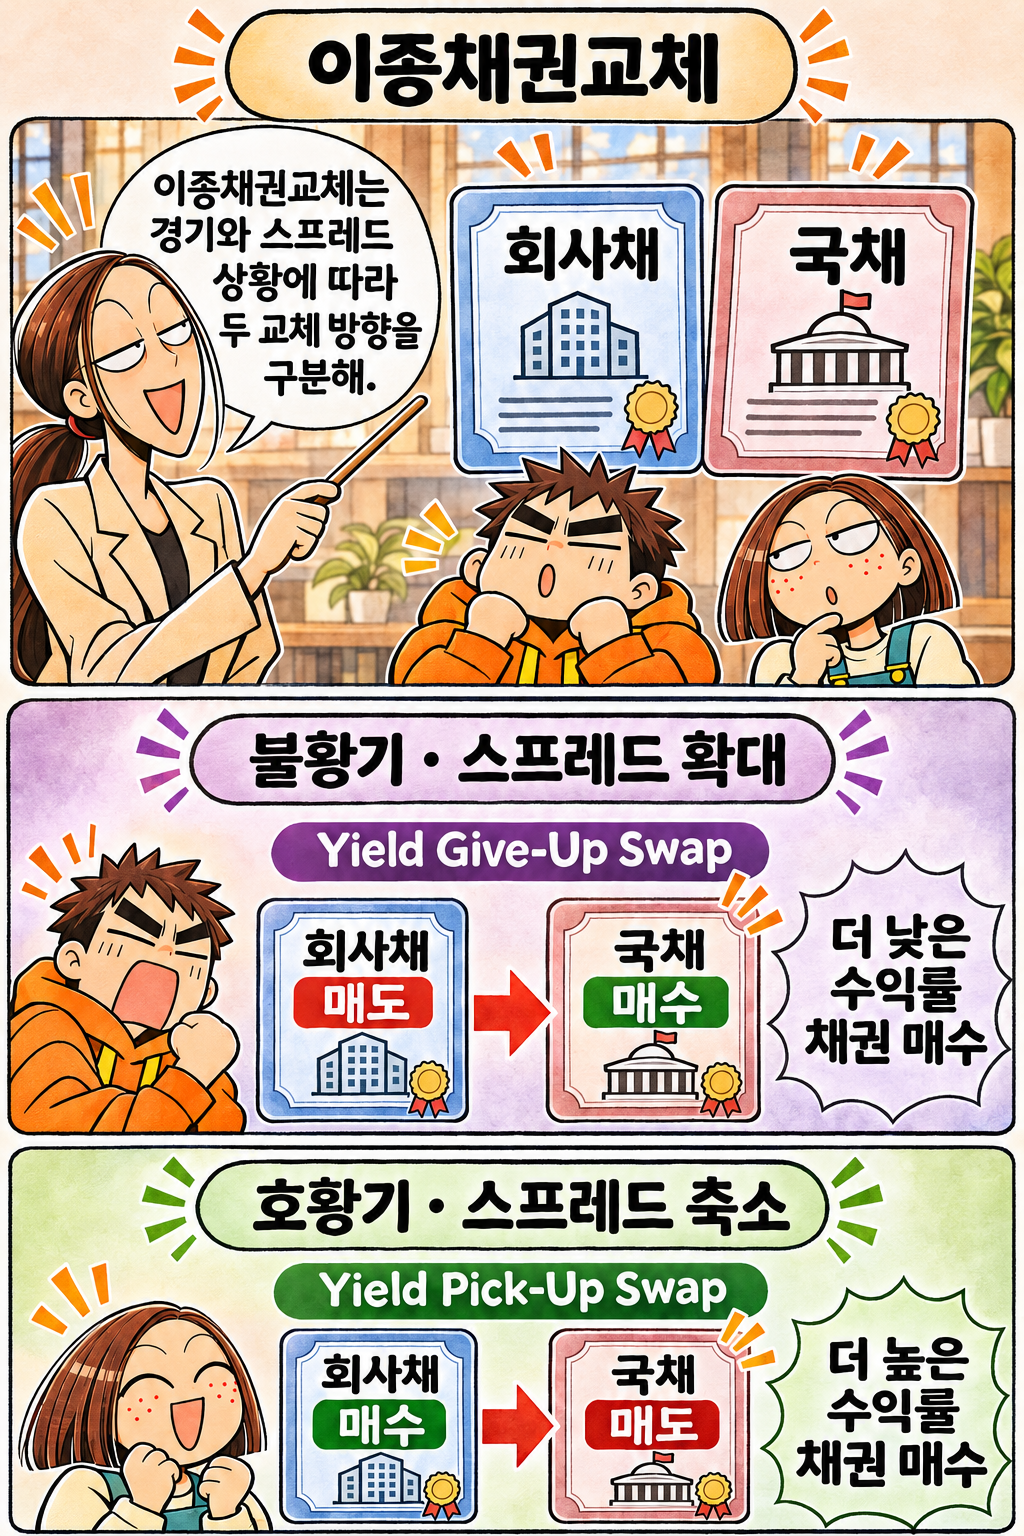 이종채권교체
이종채권교체는
경기와 스프레드
상황에 따라
두 교체 방향을
구분해.
회사채
국채
불황기 · 스프레드 확대
Yield Give-Up Swap
회사채
매도
국채
매수
더 낮은
수익률
채권 매수
호황기 · 스프레드 축소
Yield Pick-Up Swap
회사채
매수
국채
매도
더 높은
수익률
채권 매수